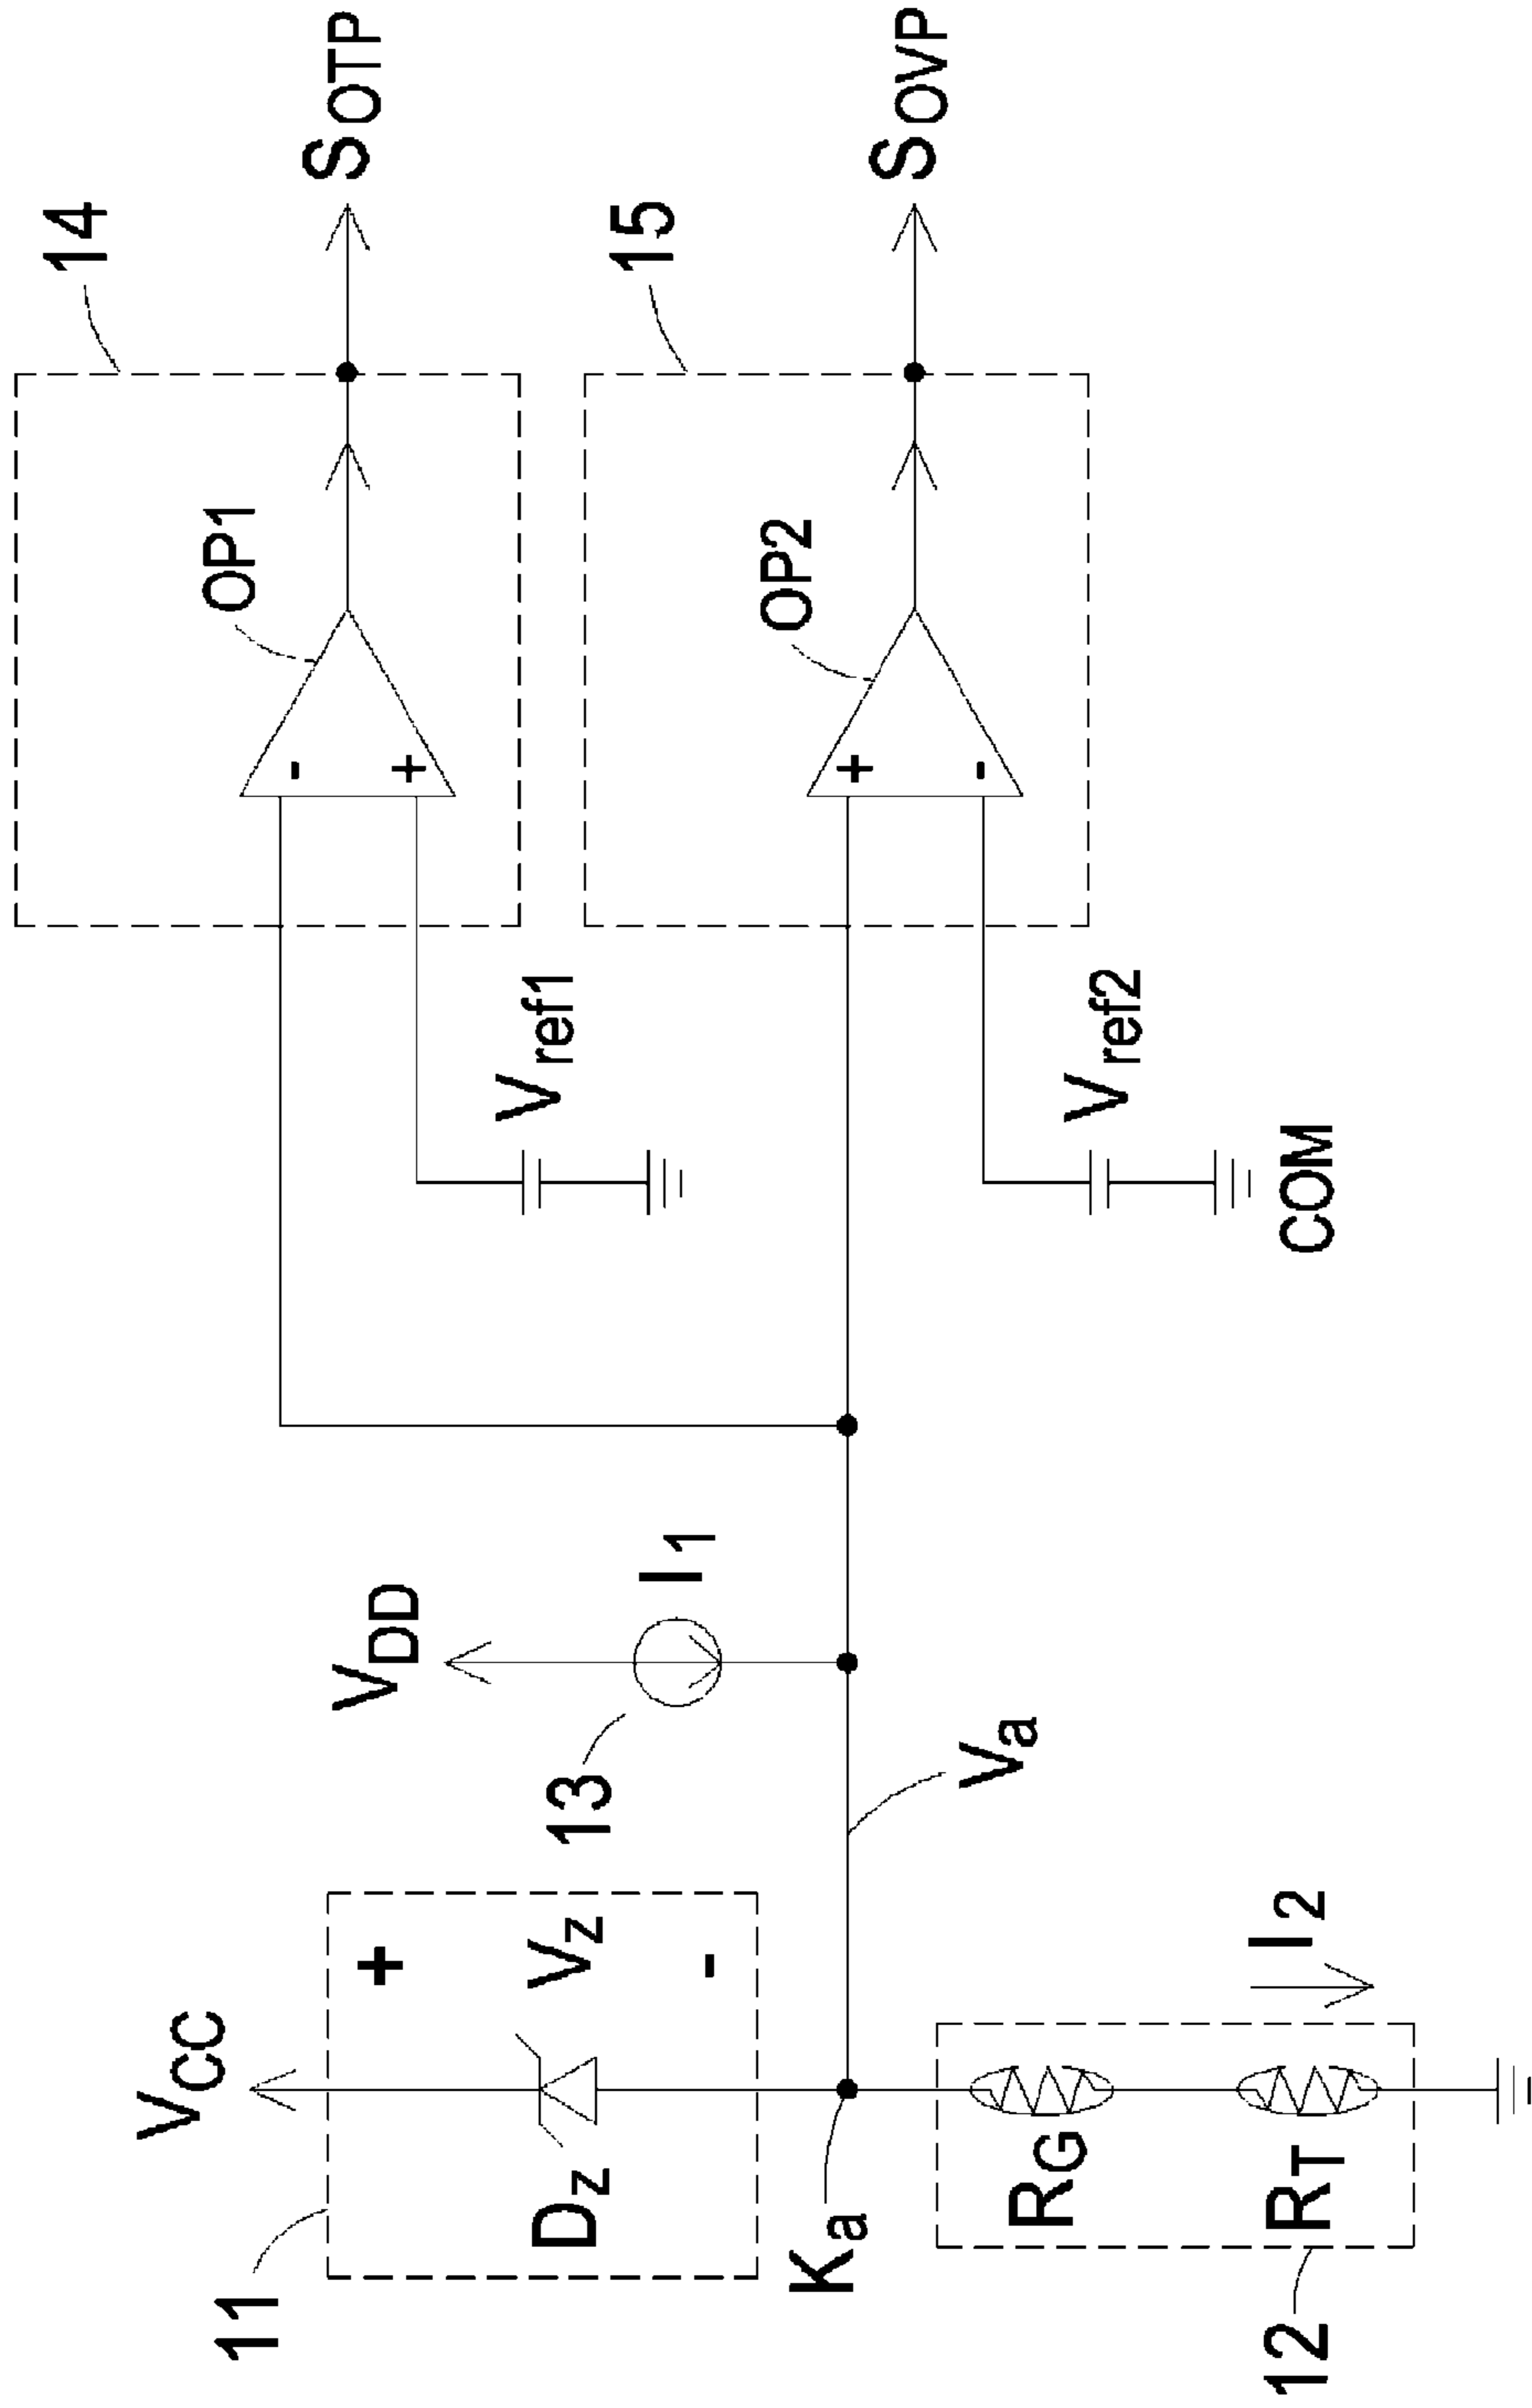 14
SOTP
OP1
-
+
Vref1
15
SOVP
OP2
+
-
Vref2
COM
VCC
11
+
Dz
Vz
-
VDD
13
I1
Va
Ka
RG
I2
RT
12